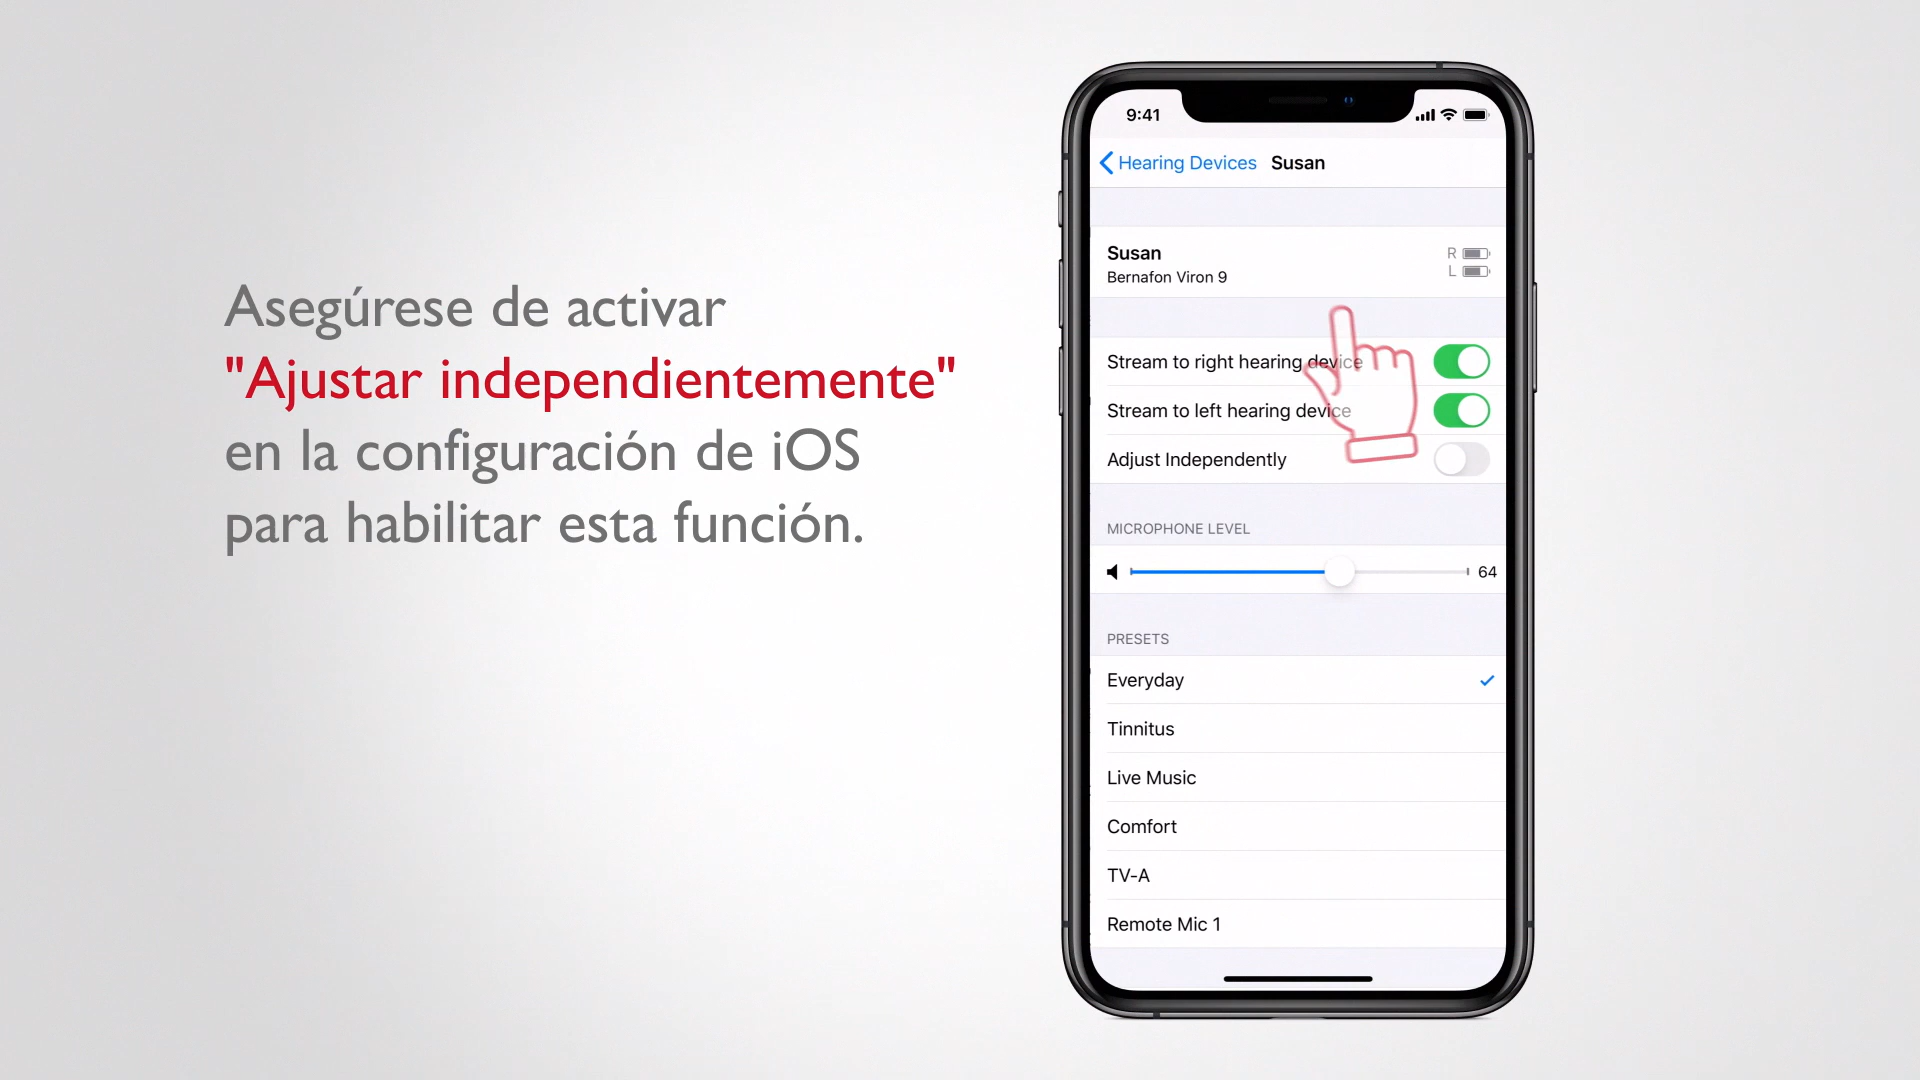 Asegúrese de activar
"Ajustar independientemente"
en la configuración de iOS
para habilitar esta función.
9:41
Hearing Devices Susan
Susan
Bernafon Viron 9
R
L
Stream to right hearing device
Stream to left hearing device
Adjust Independently
MICROPHONE LEVEL
64
PRESETS
Everyday
Tinnitus
Live Music
Comfort
TV-A
Remote Mic 1